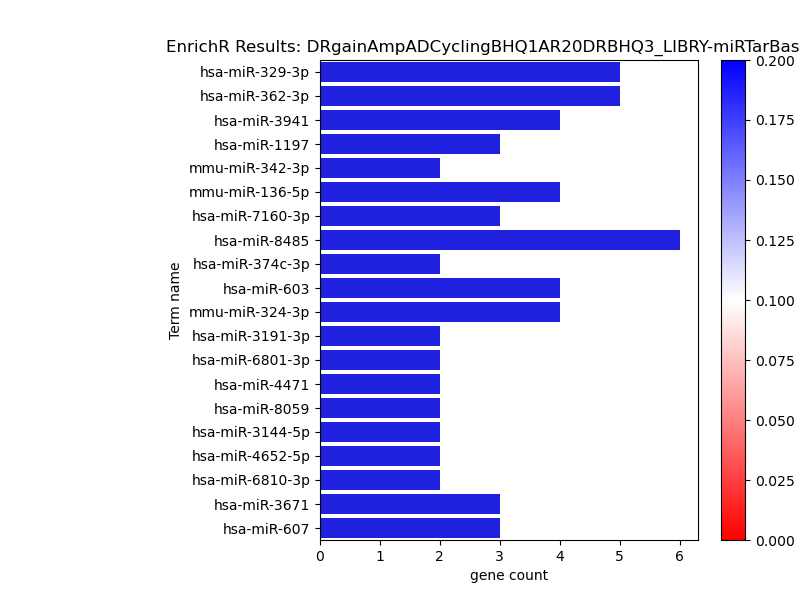 EnrichR Results: DRgainAmpADCyclingBHQ1AR20DRBHQ3_LIBRY-miRTarBas
hsa-miR-329-3p
hsa-miR-362-3p
hsa-miR-3941
hsa-miR-1197
mmu-miR-342-3p
mmu-miR-136-5p
hsa-miR-7160-3p
hsa-miR-8485
hsa-miR-374c-3p
hsa-miR-603
mmu-miR-324-3p
hsa-miR-3191-3p
hsa-miR-6801-3p
hsa-miR-4471
hsa-miR-8059
hsa-miR-3144-5p
hsa-miR-4652-5p
hsa-miR-6810-3p
hsa-miR-3671
hsa-miR-607
Term name
0 1 2 3 4 5 6
gene count
0.200
0.175
0.150
0.125
0.100
0.075
0.050
0.025
0.000